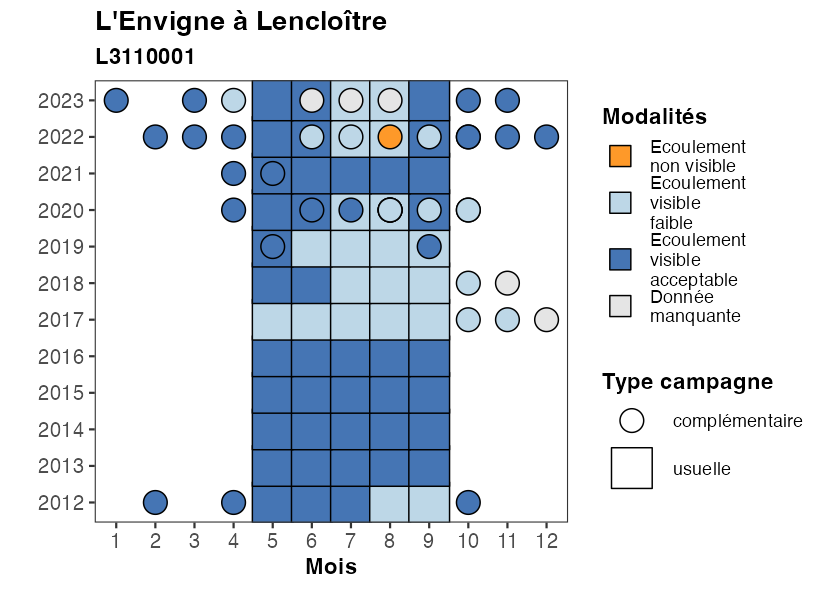 L'Envigne à Lencloître
L3110001
2023
2022
2021
2020
2019
2018
2017
2016
2015
2014
2013
2012
1 2 3 4 5 6 7 8 9 10 11 12
Mois
Modalités
Ecoulement
non visible
Ecoulement
visible
faible
Ecoulement
visible
acceptable
Donnée
manquante
Type campagne
complémentaire
usuelle